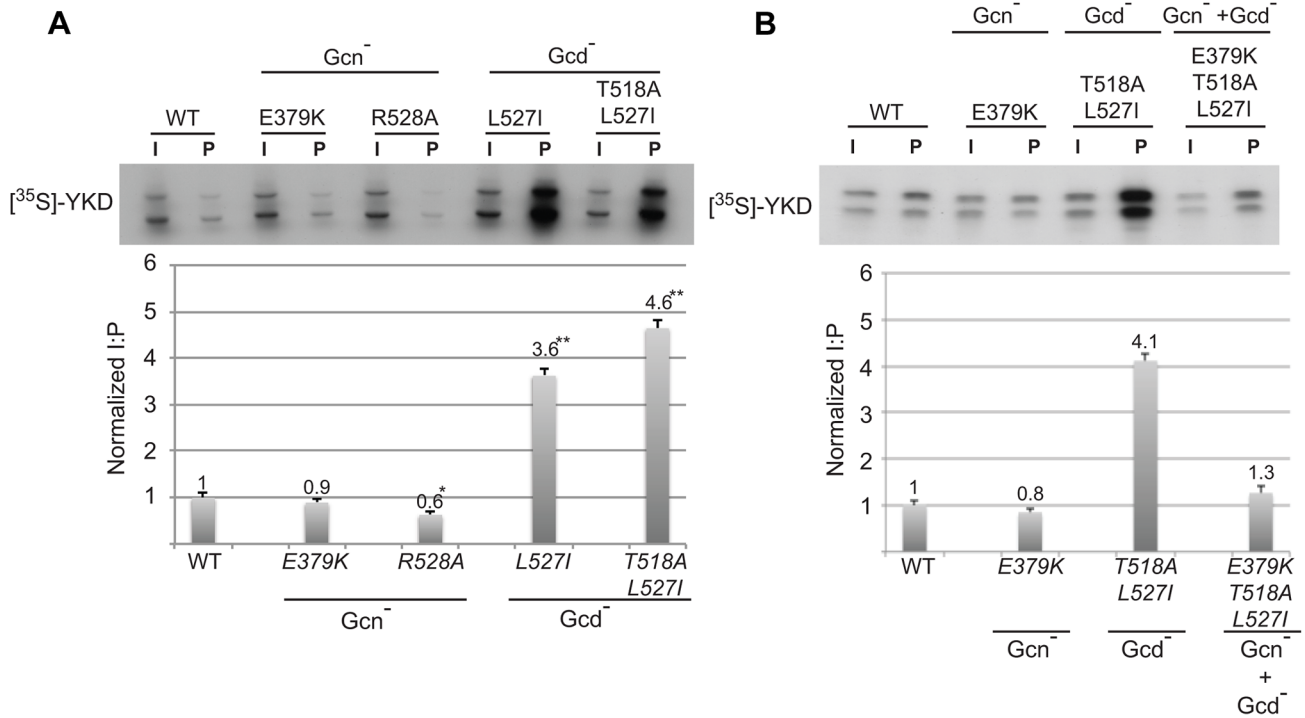 A
Gcn⁻ Gcd⁻
WT E379K R528A L527I T518A
L527I
I P I P I P I P I P
[³⁵S]-YKD
Normalized I:P
6
5
4
3
2
1
1 0.9 0.6* 3.6** 4.6**
WT E379K R528A L527I T518A
L527I
Gcn⁻ Gcd⁻
B
Gcn⁻ Gcd⁻ Gcn⁻ +Gcd⁻
WT E379K T518A
L527I E379K
T518A
L527I
I P I P I P I P
[³⁵S]-YKD
Normalized I:P
6
5
4
3
2
1
1 0.8 4.1 1.3
WT E379K T518A
L527I E379K
T518A
L527I
Gcn⁻ Gcd⁻ Gcn⁻
+
Gcd⁻